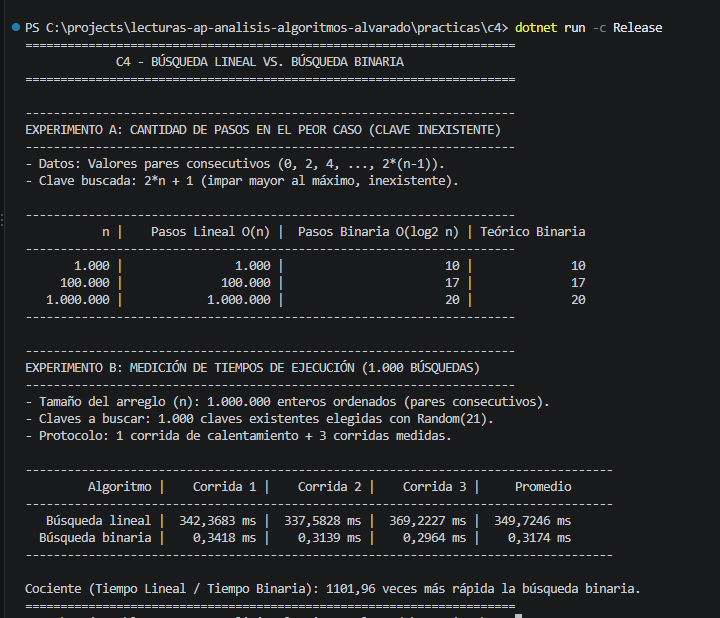 PS C:\projects\lecturas-ap-analisis-algoritmos-alvarado\practicas\c4> dotnet run -c Release
======================================================================
C4 - BÚSQUEDA LINEAL VS. BÚSQUEDA BINARIA
======================================================================
----------------------------------------------------------------------
EXPERIMENTO A: CANTIDAD DE PASOS EN EL PEOR CASO (CLAVE INEXISTENTE)
----------------------------------------------------------------------
- Datos: Valores pares consecutivos (0, 2, 4, ..., 2*(n-1)).
- Clave buscada: 2*n + 1 (impar mayor al máximo, inexistente).
----------------------------------------------------------------------
n | Pasos Lineal O(n) | Pasos Binaria O(log2 n) | Teórico Binaria
----------------------------------------------------------------------
1.000 | 1.000 | 10 | 10
100.000 | 100.000 | 17 | 17
1.000.000 | 1.000.000 | 20 | 20
----------------------------------------------------------------------
----------------------------------------------------------------------
EXPERIMENTO B: MEDICIÓN DE TIEMPOS DE EJECUCIÓN (1.000 BÚSQUEDAS)
----------------------------------------------------------------------
- Tamaño del arreglo (n): 1.000.000 enteros ordenados (pares consecutivos).
- Claves a buscar: 1.000 claves existentes elegidas con Random(21).
- Protocolo: 1 corrida de calentamiento + 3 corridas medidas.
------------------------------------------------------------------------------------
Algoritmo | Corrida 1 | Corrida 2 | Corrida 3 | Promedio
------------------------------------------------------------------------------------
Búsqueda lineal | 342,3683 ms | 337,5828 ms | 369,2227 ms | 349,7246 ms
Búsqueda binaria | 0,3418 ms | 0,3139 ms | 0,2964 ms | 0,3174 ms
------------------------------------------------------------------------------------
Cociente (Tiempo Lineal / Tiempo Binaria): 1101,96 veces más rápida la búsqueda binaria.
======================================================================